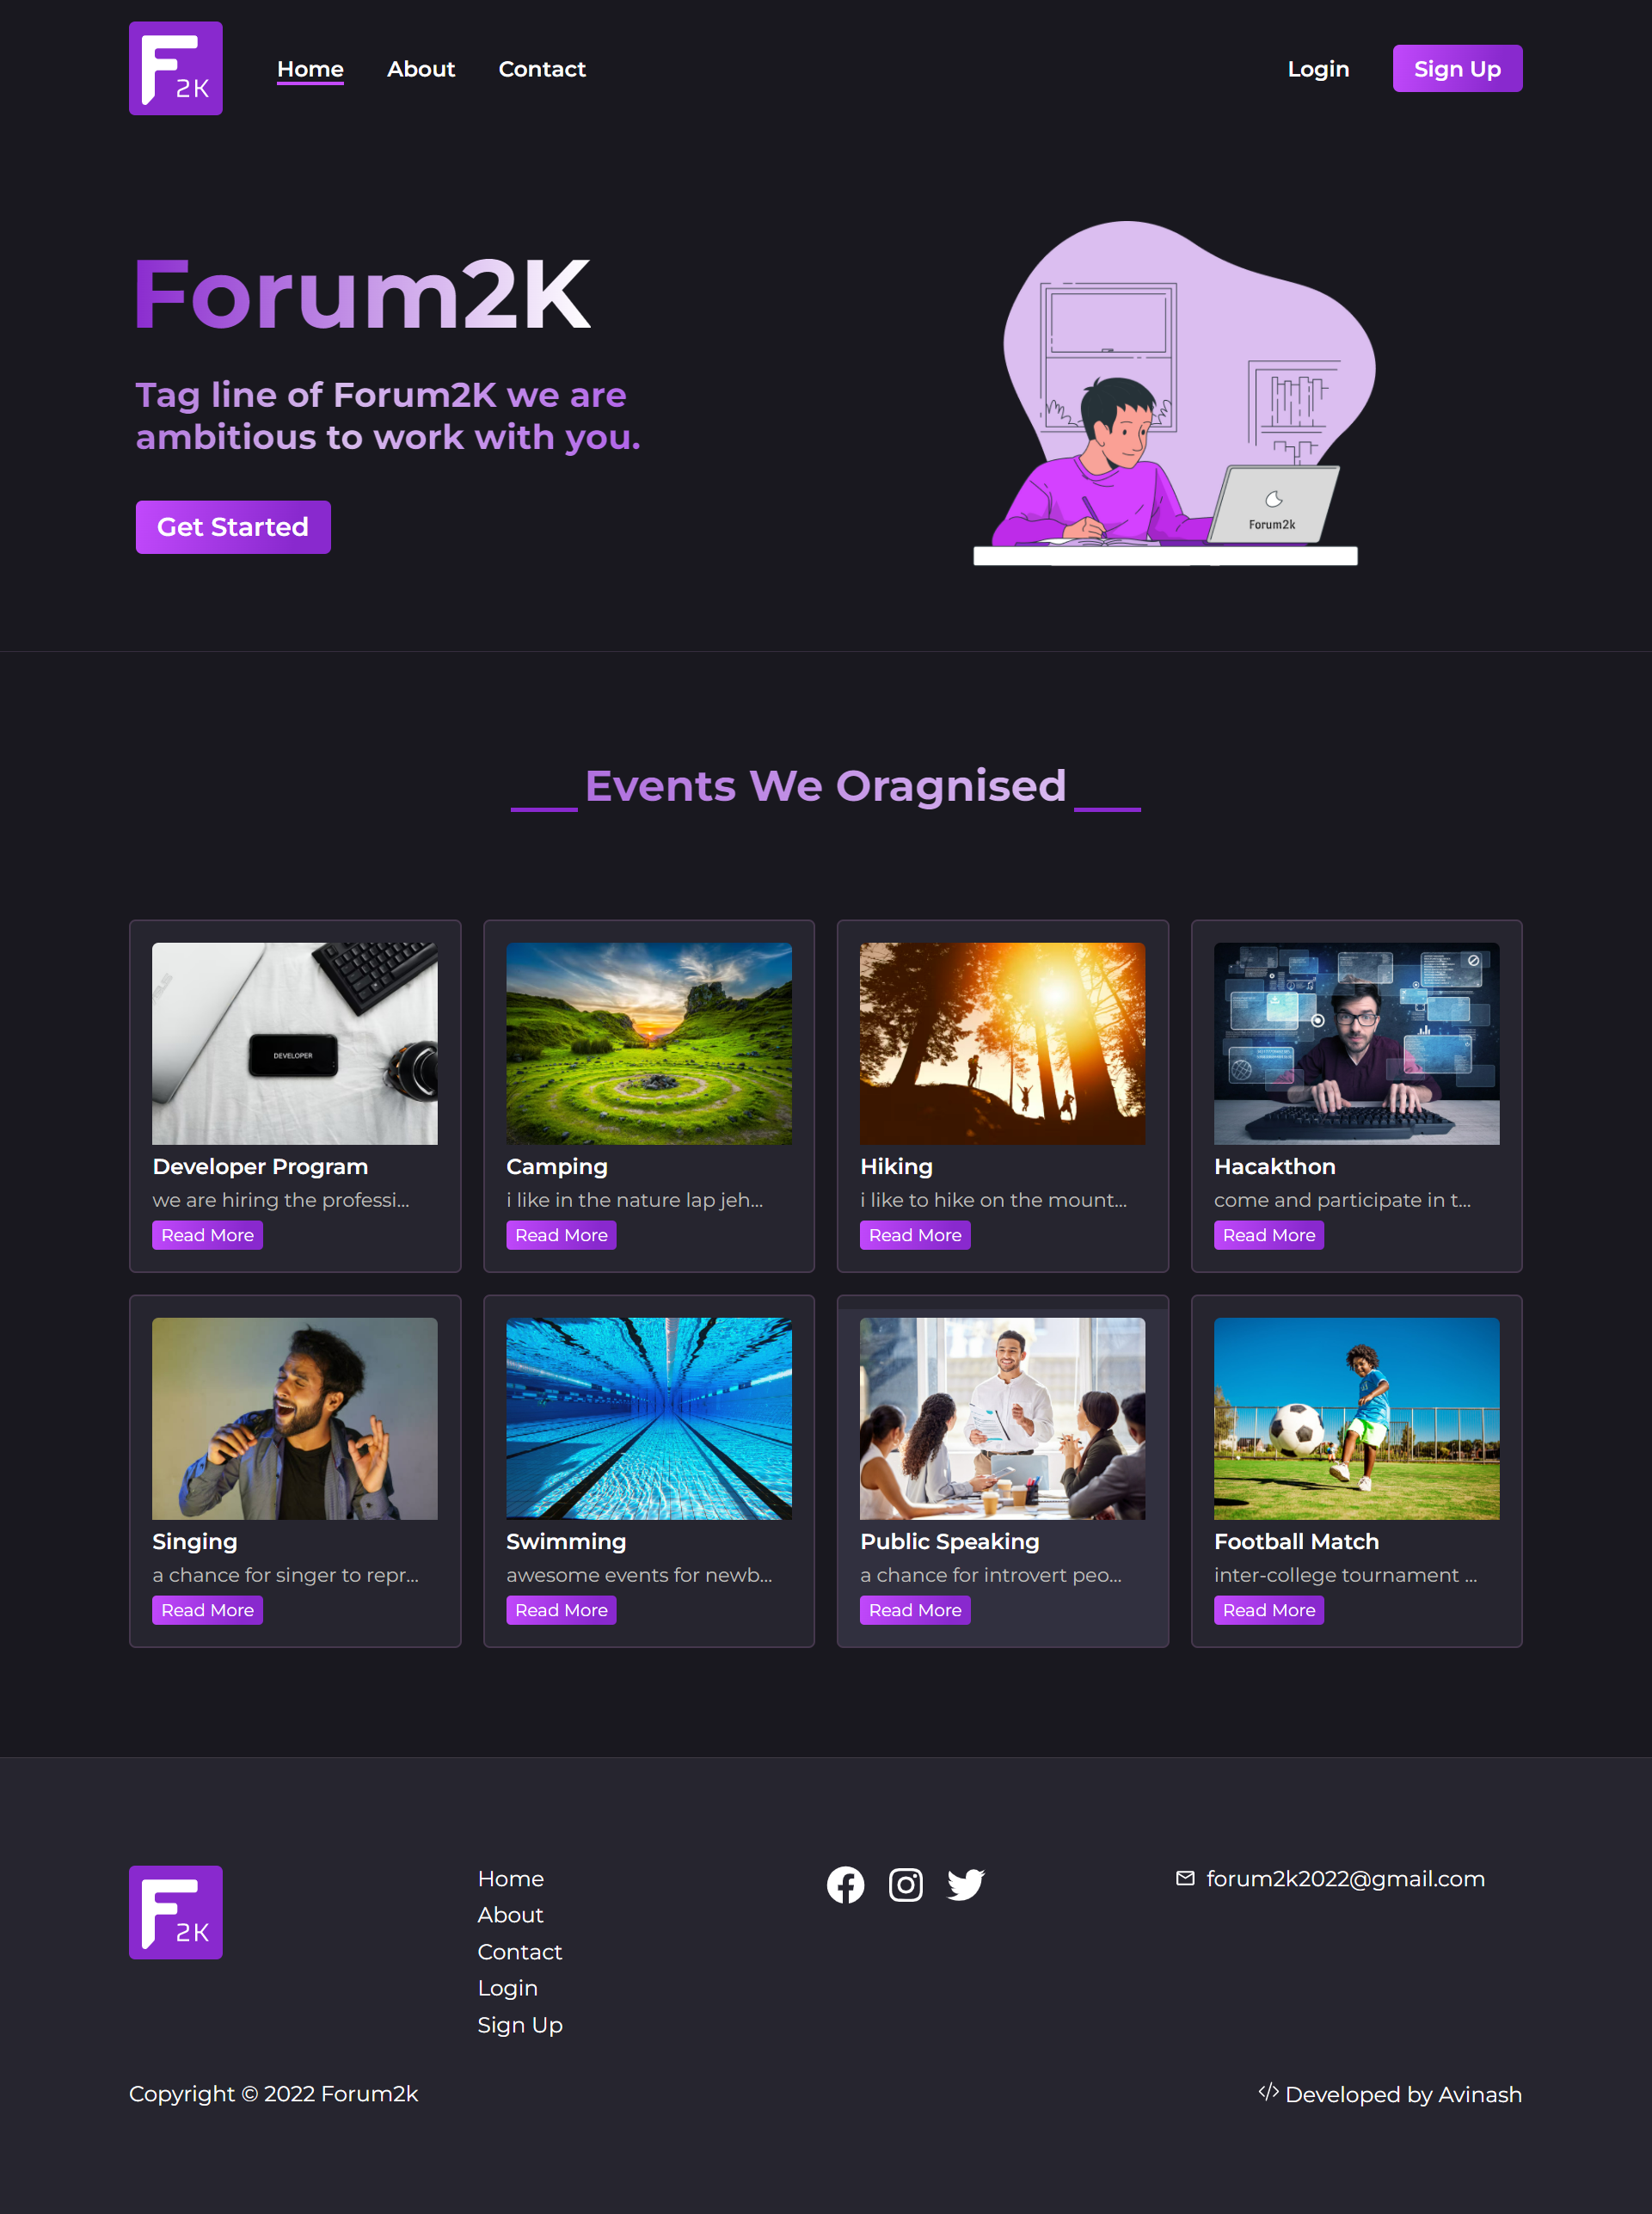 F 2K
Home About Contact Login Sign Up
Forum2K
Tag line of Forum2K we are
ambitious to work with you.
Get Started
Forum2k
Events We Oragnised
DEVELOPER
Developer Program
we are hiring the professi...
Read More
Camping
i like in the nature lap jeh...
Read More
Hiking
i like to hike on the mount...
Read More
Hacakthon
come and participate in t...
Read More
Singing
a chance for singer to repr...
Read More
Swimming
awesome events for newb...
Read More
Public Speaking
a chance for introvert peo...
Read More
Football Match
inter-college tournament ...
Read More
F 2K
Home
About
Contact
Login
Sign Up
forum2k2022@gmail.com
Copyright © 2022 Forum2k
</> Developed by Avinash